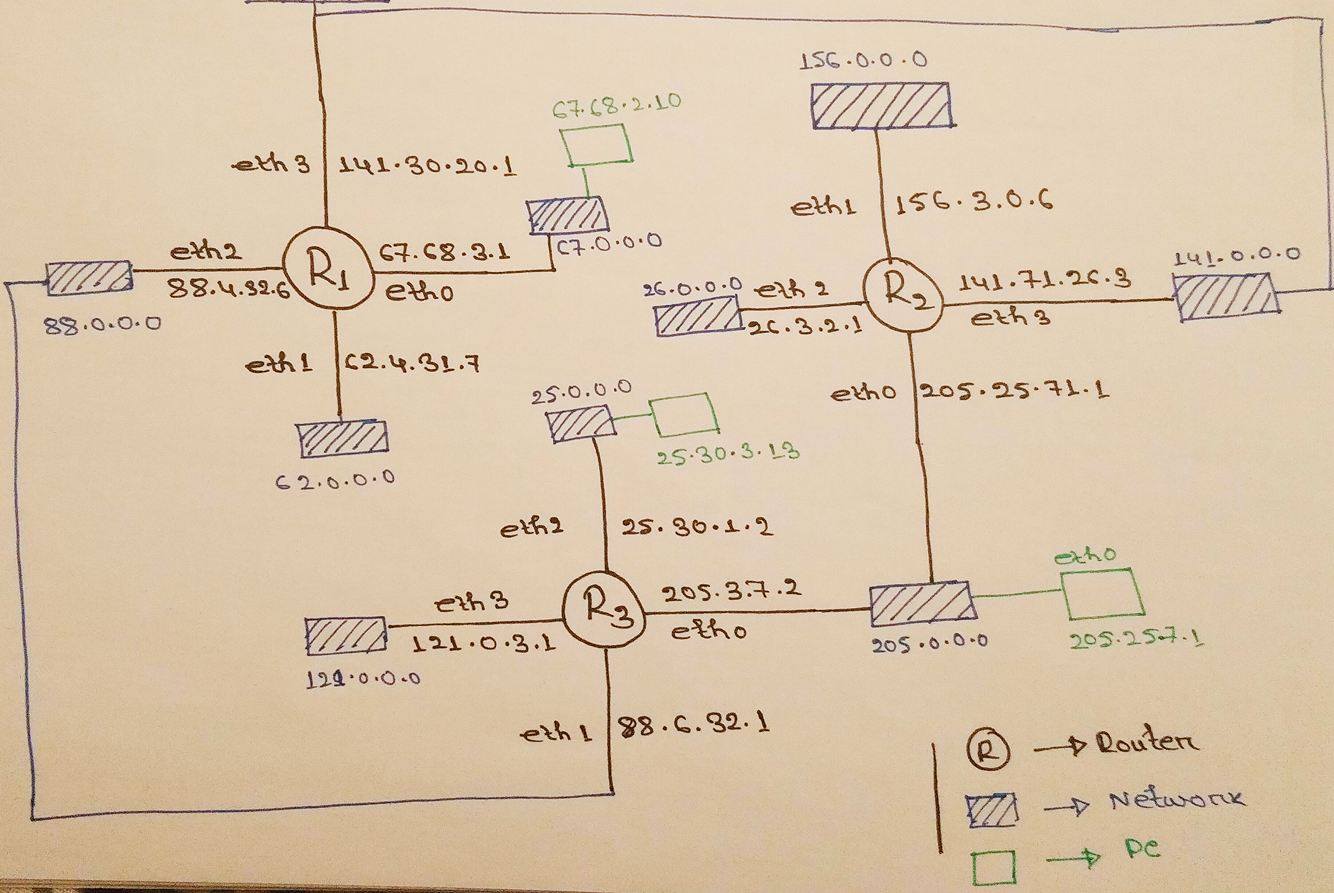 156.0.0.0
67.68.2.10
eth3 141.30.20.1
eth1 156.3.0.6
eth2
88.4.32.6
R1
67.68.3.1
eth0
67.0.0.0
88.0.0.0
26.0.0.0
eth2
26.3.2.1
R2
141.71.26.3
eth3
141.0.0.0
eth1 62.4.31.7
62.0.0.0
eth0 205.25.71.1
25.0.0.0
25.30.3.13
eth2 25.30.1.2
eth3
121.0.3.1
R3
205.3.7.2
eth0
121.0.0.0
205.0.0.0
eth0
205.25.7.1
eth1 88.6.32.1
R → Router
→ Network
→ PC